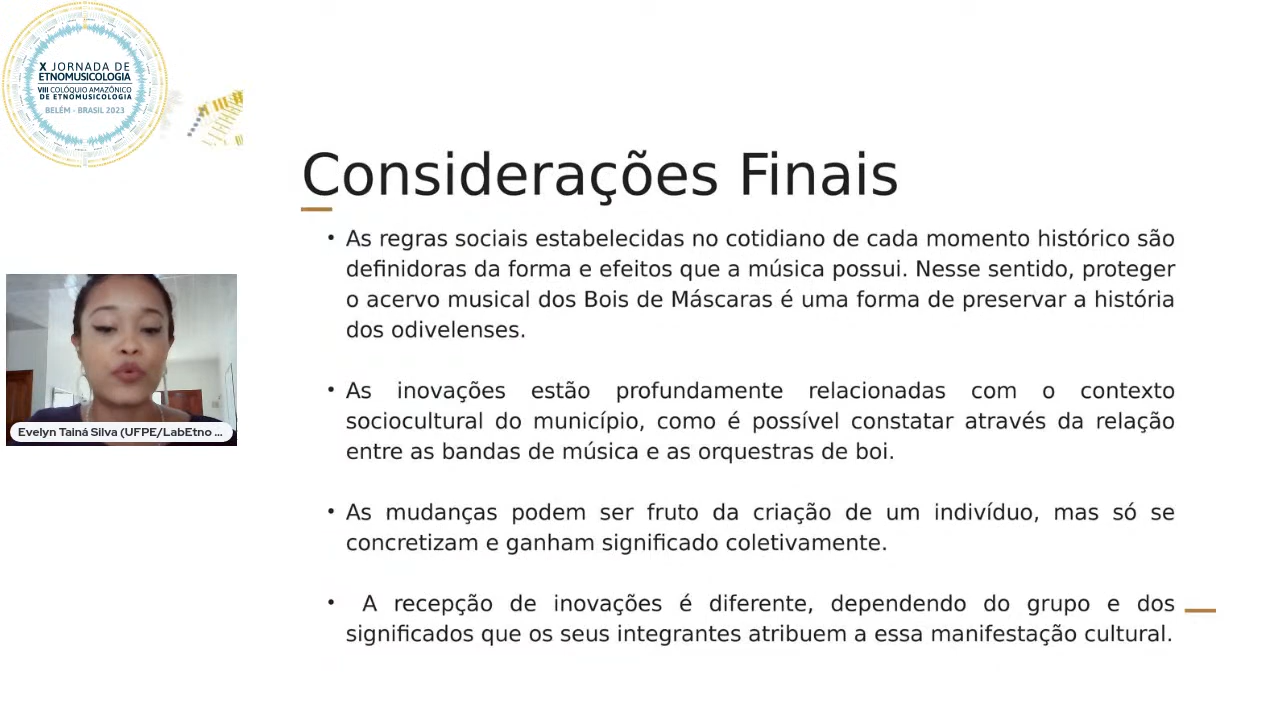 X JORNADA DE
ETNOMUSICOLOGIA
VIII COLÓQUIO AMAZÔNICO
DE ETNOMUSICOLOGIA
BELÉM - BRASIL 2023
Considerações Finais
• As regras sociais estabelecidas no cotidiano de cada momento histórico são
definidoras da forma e efeitos que a música possui. Nesse sentido, proteger
o acervo musical dos Bois de Máscaras é uma forma de preservar a história
dos odivelenses.
• As inovações estão profundamente relacionadas com o contexto
sociocultural do município, como é possível constatar através da relação
entre as bandas de música e as orquestras de boi.
• As mudanças podem ser fruto da criação de um indivíduo, mas só se
concretizam e ganham significado coletivamente.
• A recepção de inovações é diferente, dependendo do grupo e dos
significados que os seus integrantes atribuem a essa manifestação cultural.
Evelyn Tainá Silva (UFPE/LabEtno ...